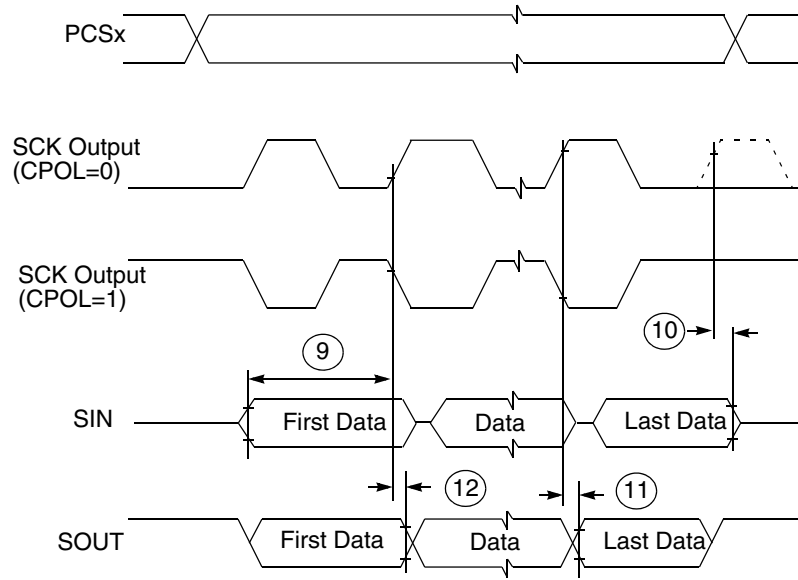 PCSx
SCK Output
(CPOL=0)
SCK Output
(CPOL=1)
10
9
SIN
First Data
Data
Last Data
12
11
SOUT
First Data
Data
Last Data